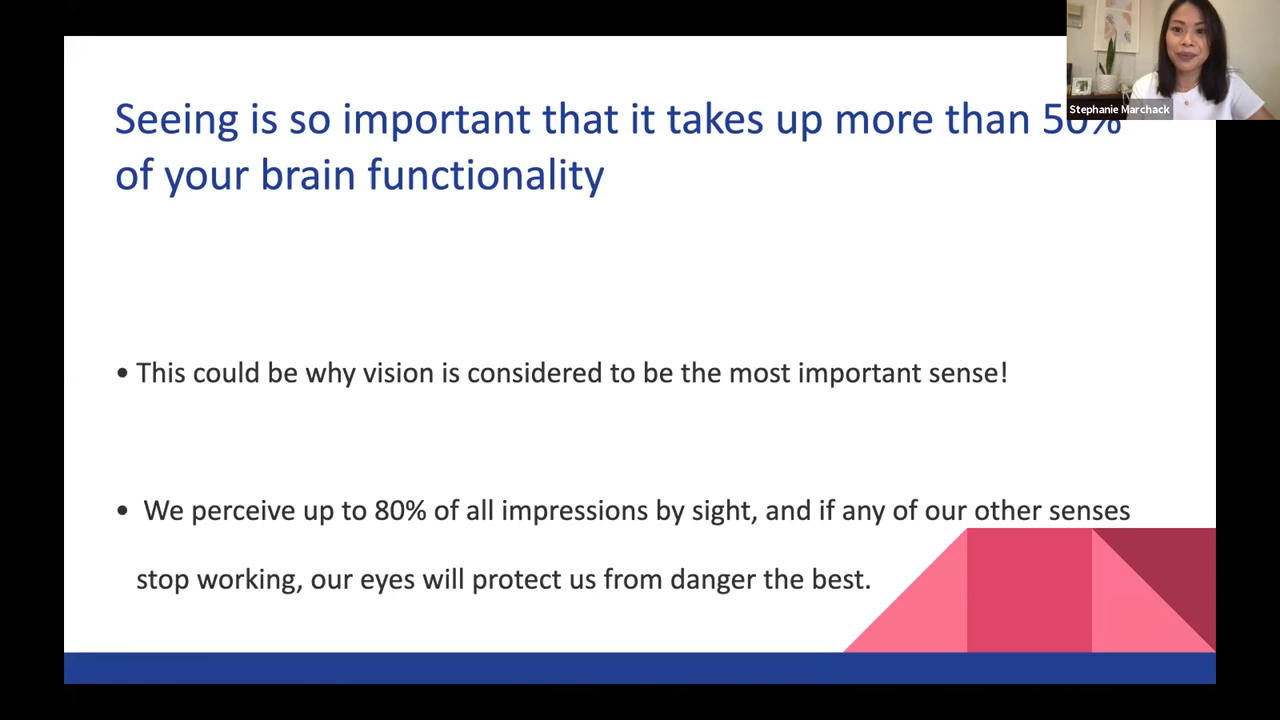 Seeing is so important that it takes up more than 50%
of your brain functionality
Stephanie Marchack
• This could be why vision is considered to be the most important sense!
• We perceive up to 80% of all impressions by sight, and if any of our other senses
stop working, our eyes will protect us from danger the best.